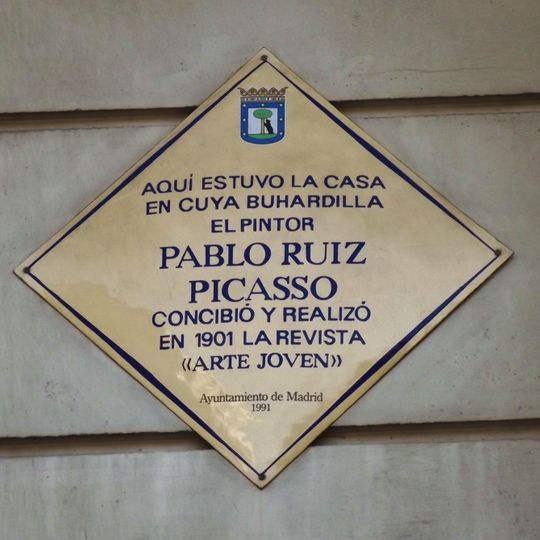 AQUÍ ESTUVO LA CASA
EN CUYA BUHARDILLA
EL PINTOR
PABLO RUIZ
PICASSO
CONCIBIÓ Y REALIZÓ
EN 1901 LA REVISTA
«ARTE JOVEN»
Ayuntamiento de Madrid
1991